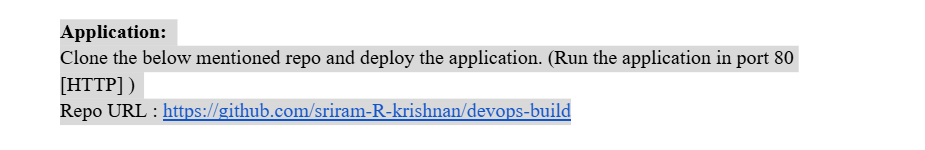 Application:
Clone the below mentioned repo and deploy the application. (Run the application in port 80
[HTTP] )
Repo URL : https://github.com/sriram-R-krishnan/devops-build